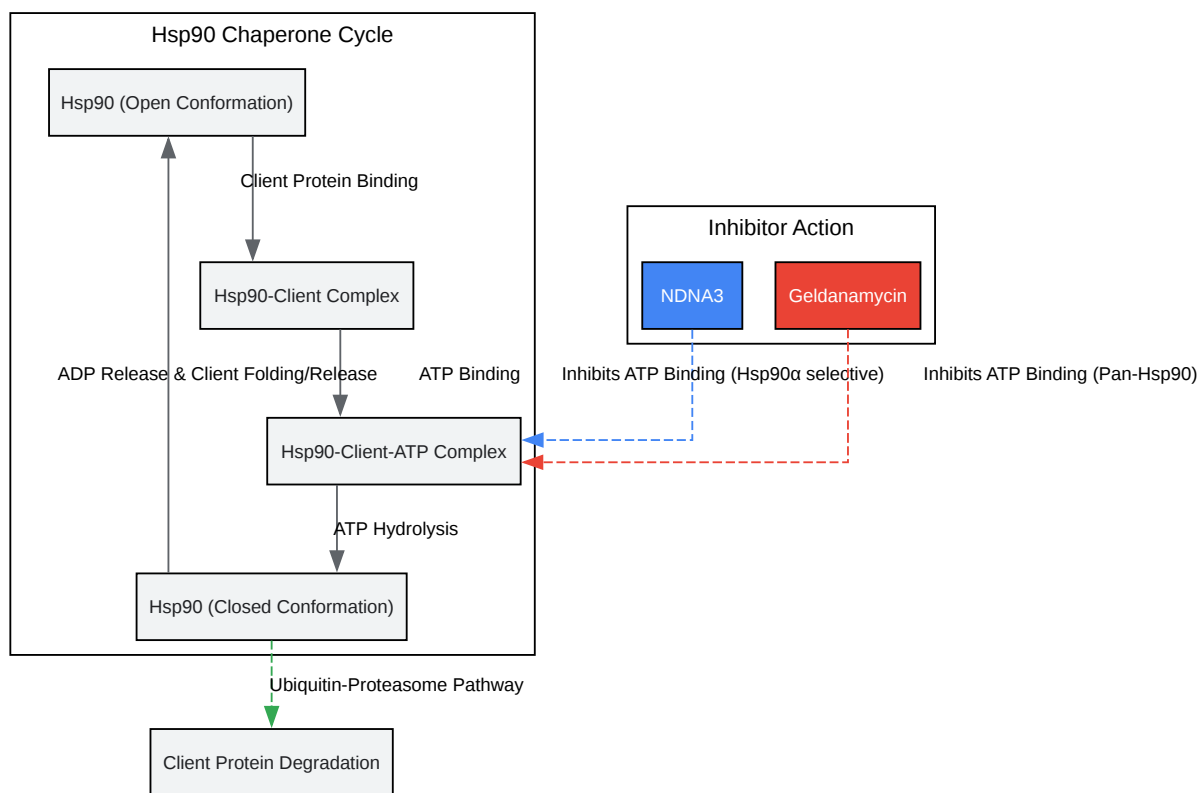 Hsp90 Chaperone Cycle
Hsp90 (Open Conformation)
Client Protein Binding
Inhibitor Action
Hsp90-Client Complex
NDNA3
Geldanamycin
ADP Release & Client Folding/Release
ATP Binding
Inhibits ATP Binding (Hsp90α selective)
Inhibits ATP Binding (Pan-Hsp90)
Hsp90-Client-ATP Complex
ATP Hydrolysis
Hsp90 (Closed Conformation)
Ubiquitin-Proteasome Pathway
Client Protein Degradation